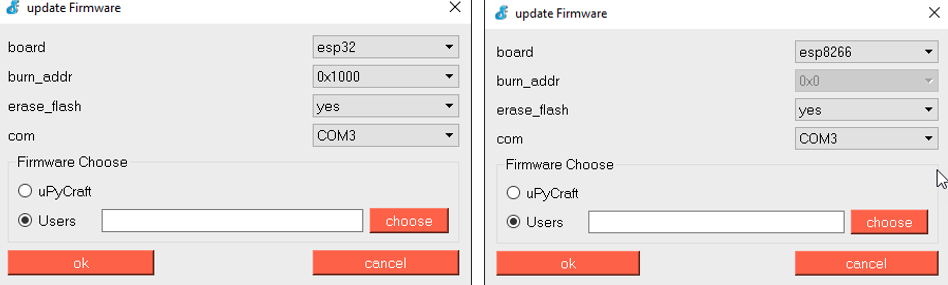 update Firmware
board esp32
burn_addr 0x1000
erase_flash yes
com COM3
Firmware Choose
uPyCraft
Users choose
ok cancel
update Firmware
board esp8266
burn_addr 0x0
erase_flash yes
com COM3
Firmware Choose
uPyCraft
Users choose
ok cancel